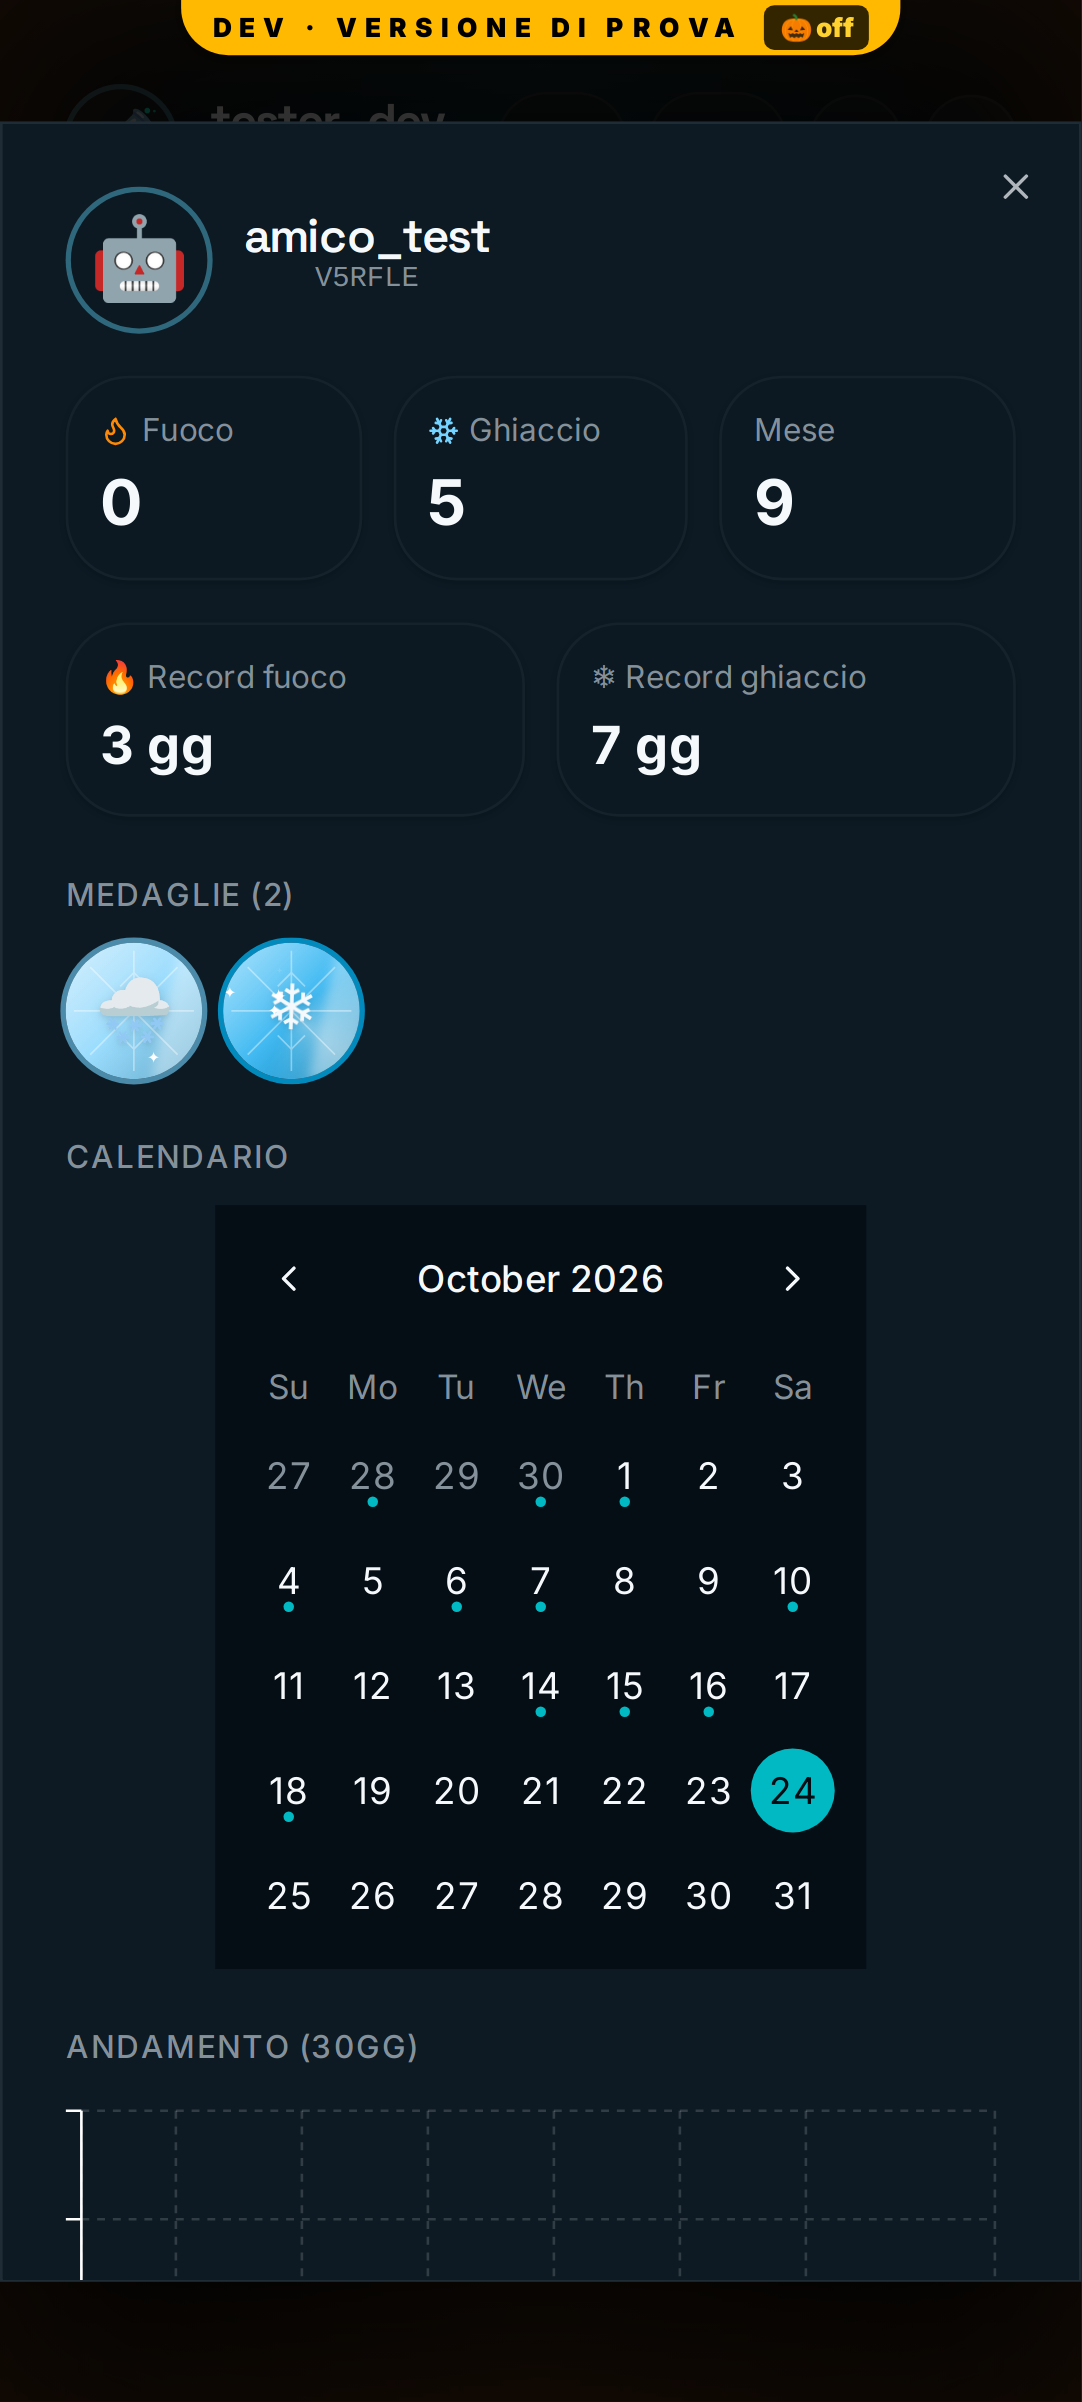 DEV · VERSIONE DI PROVA 🎃 off
tester_dev
amico_test
V5RFLE
Fuoco Ghiaccio Mese
0 5 9
🔥 Record fuoco ❄ Record ghiaccio
3 gg 7 gg
MEDAGLIE (2)
CALENDARIO
October 2026
Su Mo Tu We Th Fr Sa
27 28 29 30 1 2 3
4 5 6 7 8 9 10
11 12 13 14 15 16 17
18 19 20 21 22 23 24
25 26 27 28 29 30 31
ANDAMENTO (30GG)